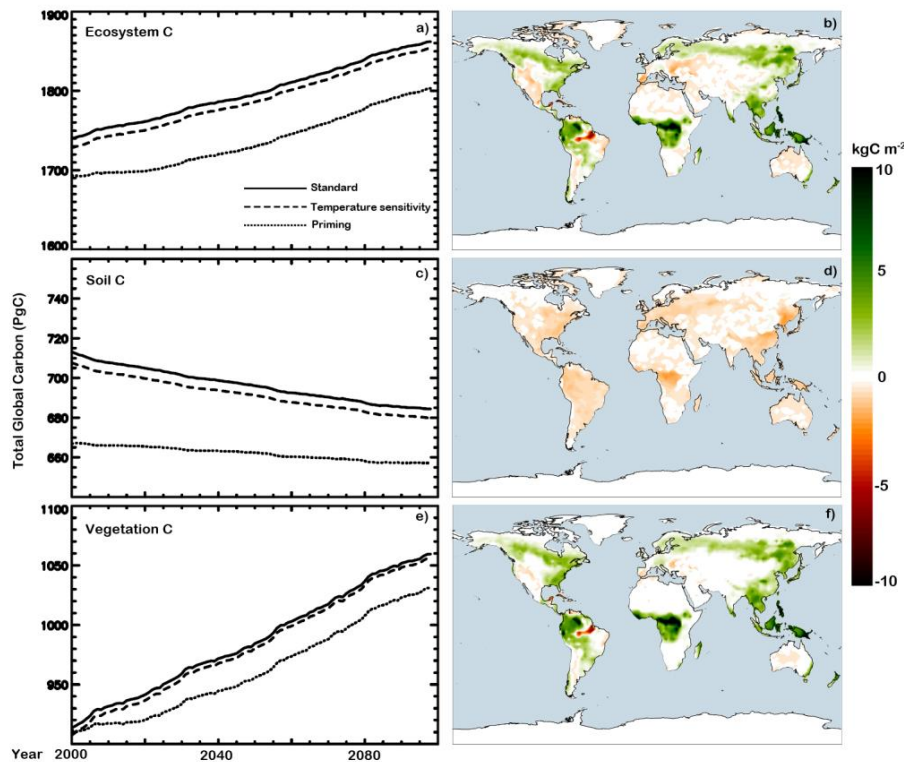 1900
Ecosystem C
a)
1800
1700
Standard
Temperature sensitivity
Priming
1600
b)
Soil C
c)
740
720
700
680
660
d)
Total Global Carbon (PgC)
1100
Vegetation C
e)
1050
1000
950
f)
Year
2000
2040
2080
kgC m⁻²
10
5
0
-5
-10